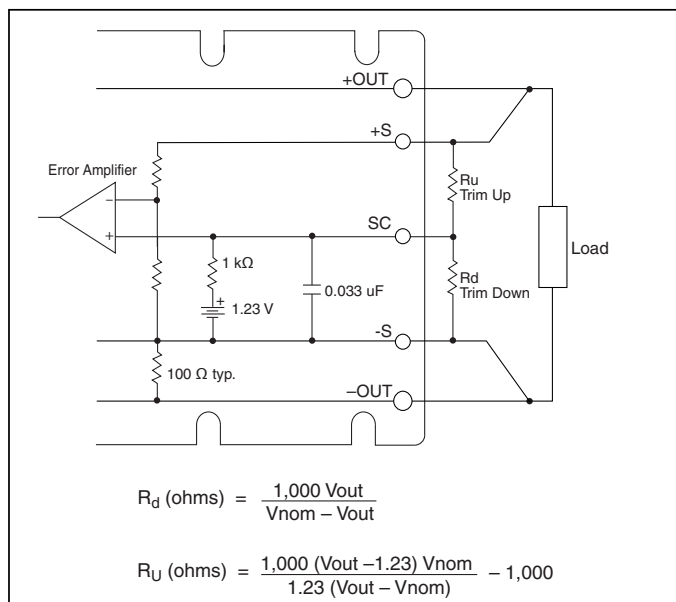 +OUT
+S
Error Amplifier
Ru
Trim Up
–
+
SC
1 kΩ
+
1.23 V
0.033 uF
Load
Rd
Trim Down
-S
100 Ω typ.
–OUT
Rd (ohms) = 1,000 Vout / Vnom – Vout
RU (ohms) = 1,000 (Vout –1.23) Vnom / 1.23 (Vout – Vnom) – 1,000